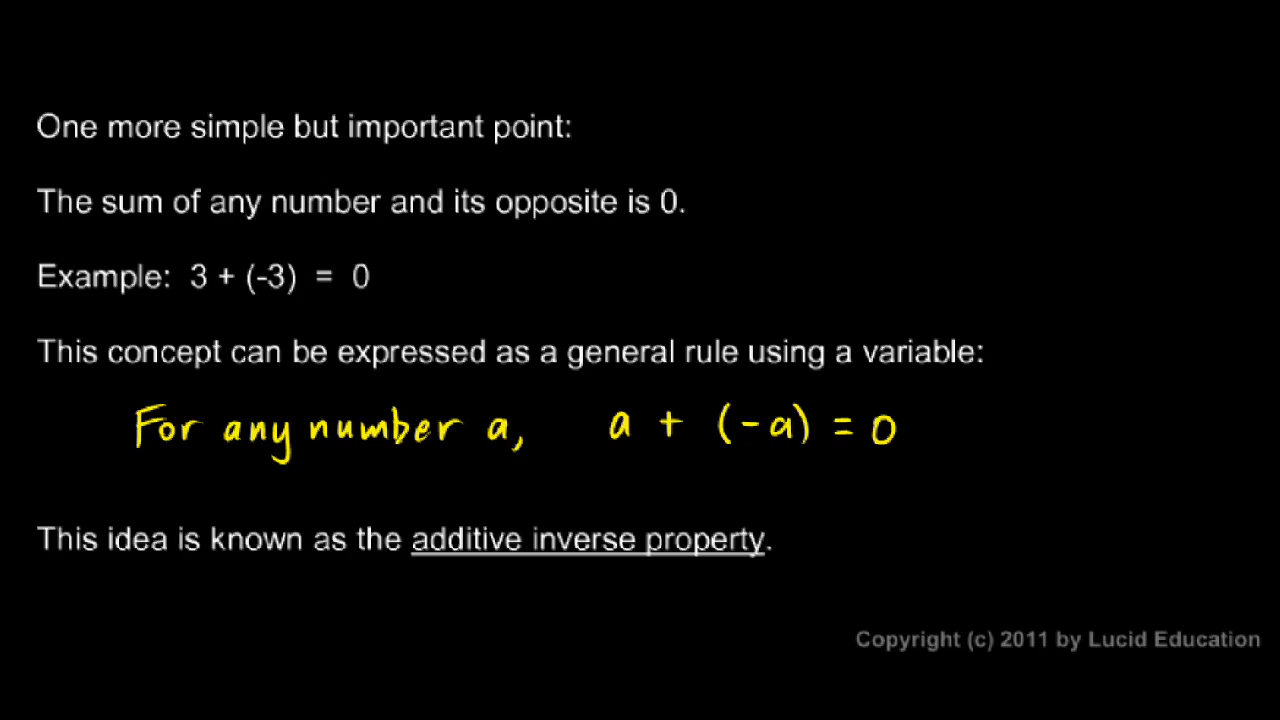 One more simple but important point:
The sum of any number and its opposite is 0.
Example: 3 + (-3) = 0
This concept can be expressed as a general rule using a variable:
For any number a, a + (-a) = 0
This idea is known as the additive inverse property.
Copyright (c) 2011 by Lucid Education